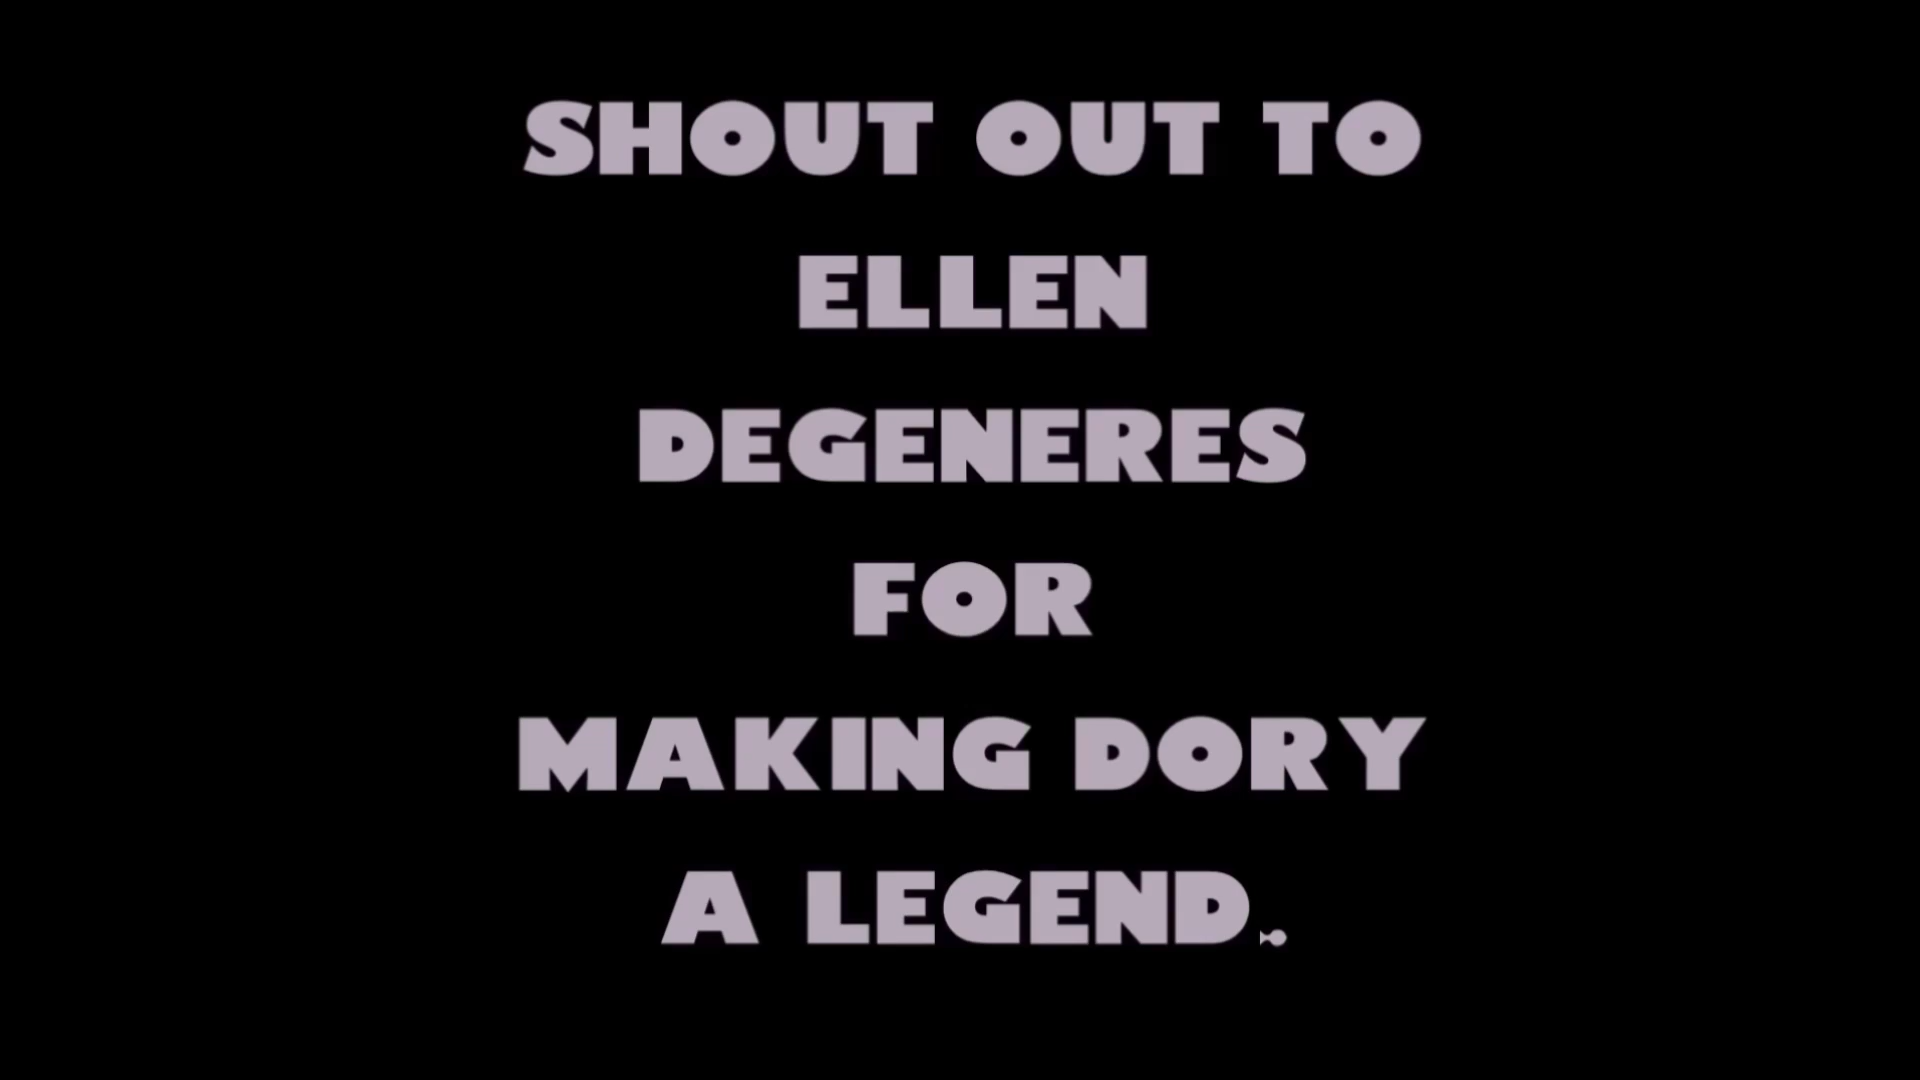 SHOUT OUT TO
ELLEN
DEGENERES
FOR
MAKING DORY
A LEGEND.